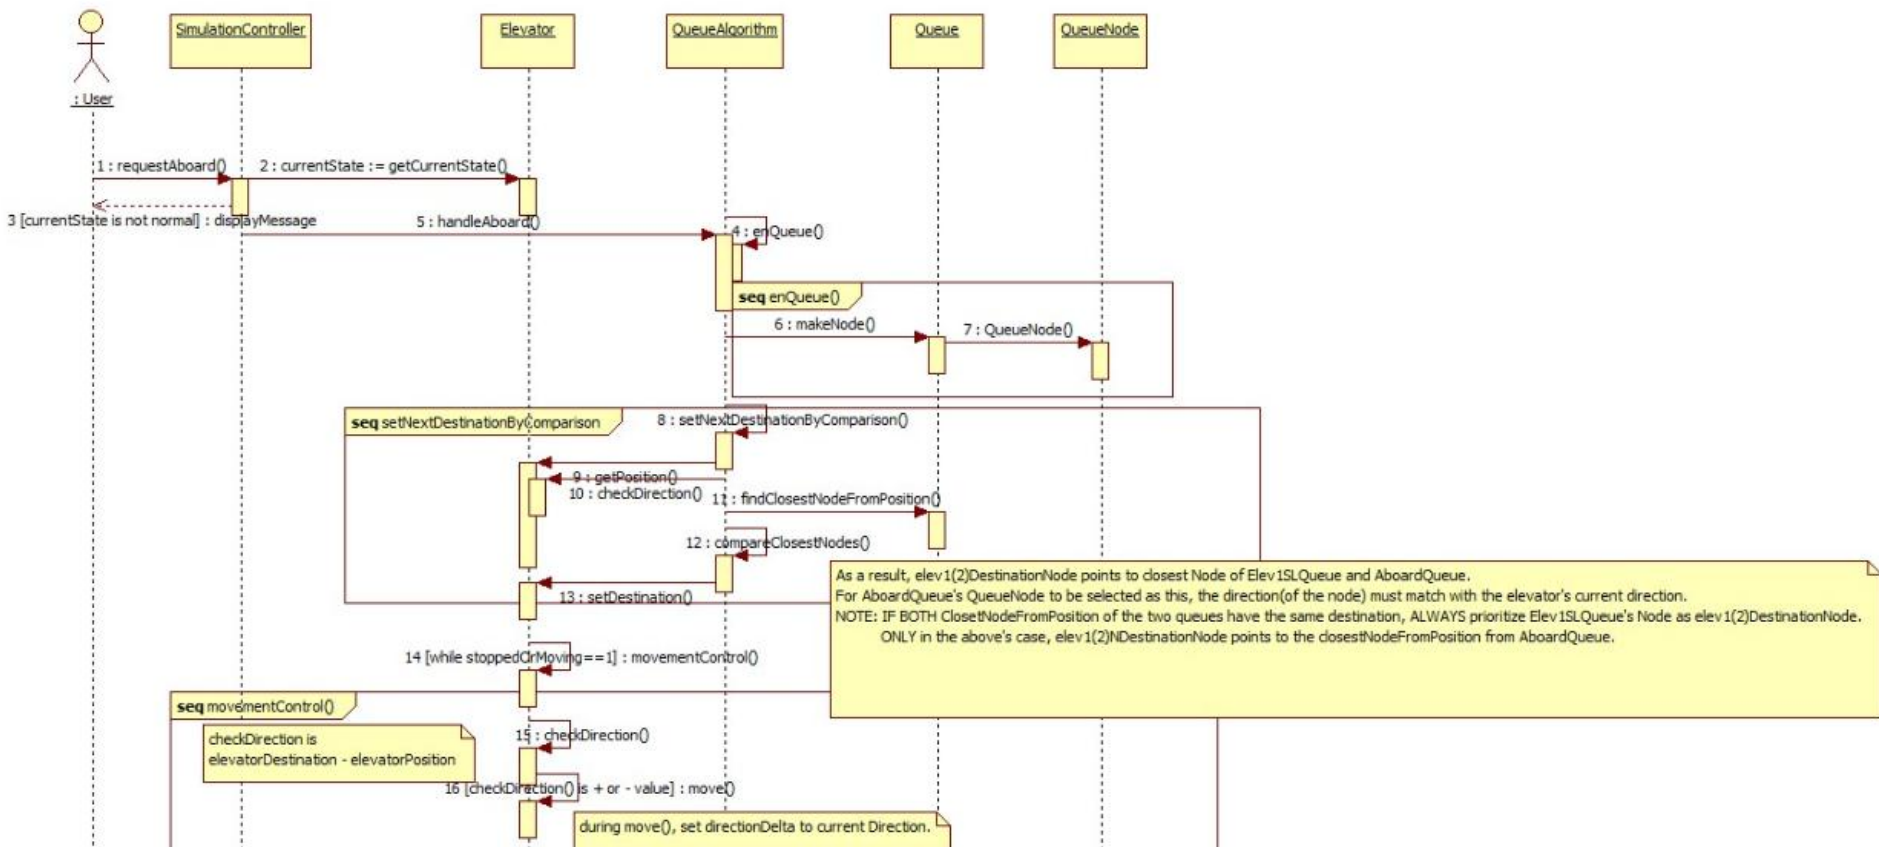 SimulationController
Elevator
QueueAlgorithm
Queue
QueueNode
: User
1 : requestAboard()
2 : currentState := getCurrentState()
3 [currentState is not normal] : displayMessage
5 : handleAboard()
4 : enQueue()
seq enQueue()
6 : makeNode()
7 : QueueNode()
seq setNextDestinationByComparison
8 : setNextDestinationByComparison()
9 : getPosition()
10 : checkDirection()
11 : findClosestNodeFromPosition()
12 : compareClosestNodes()
13 : setDestination()
As a result, elev1(2)DestinationNode points to closest Node of Elev1SLQueue and AboardQueue.
For AboardQueue's QueueNode to be selected as this, the direction(of the node) must match with the elevator's current direction.
NOTE: IF BOTH ClosetNodeFromPosition of the two queues have the same destination, ALWAYS prioritize Elev1SLQueue's Node as elev1(2)DestinationNode.
ONLY in the above's case, elev1(2)NDestinationNode points to the closestNodeFromPosition from AboardQueue.
14 [while stoppedOrMoving==1] : movementControl()
seq movementControl()
checkDirection is
elevatorDestination - elevatorPosition
15 : checkDirection()
16 [checkDirection() is + or - value] : move()
during move(), set directionDelta to current Direction.